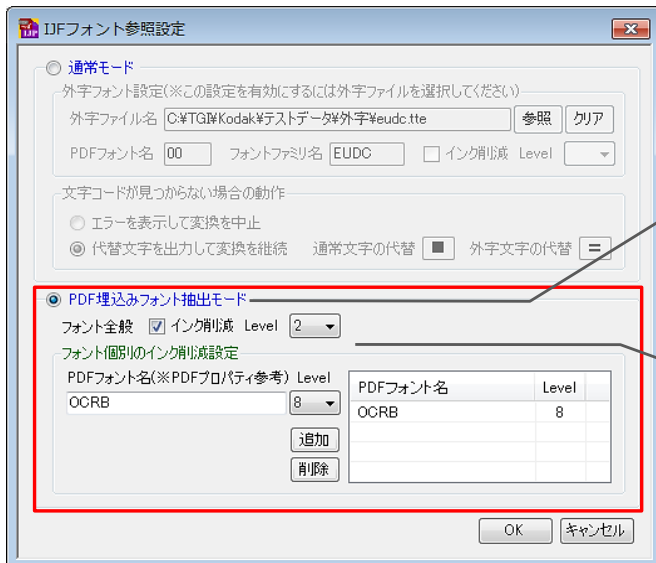 IJP
IJFフォント参照設定
通常モード
外字フォント設定(※この設定を有効にするには外字ファイルを選択してください)
外字ファイル名 C:¥TGI¥Kodak¥テストデータ¥外字¥eudc.tte 参照 クリア
PDFフォント名 00 フォントファミリ名 EUDC インク削減 Level
文字コードが見つからない場合の動作
エラーを表示して変換を中止
代替文字を出力して変換を継続 通常文字の代替 ■ 外字文字の代替 =
PDF埋込みフォント抽出モード
フォント全般 インク削減 Level 2
フォント個別のインク削減設定
PDFフォント名(※PDFプロパティ参考) Level
OCRB 8
追加
削除
PDFフォント名 Level
OCRB 8
OK キャンセル